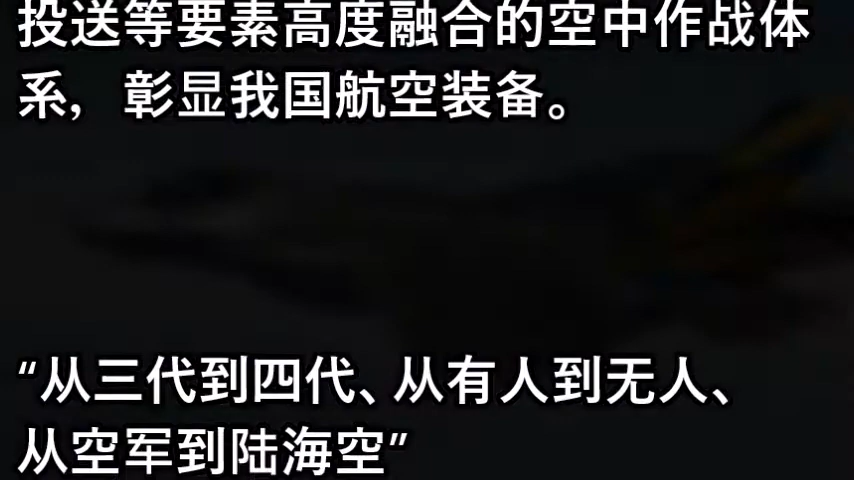 投送等要素高度融合的空中作战体
系，彰显我国航空装备。
“从三代到四代、从有人到无人、
从空军到陆海空”